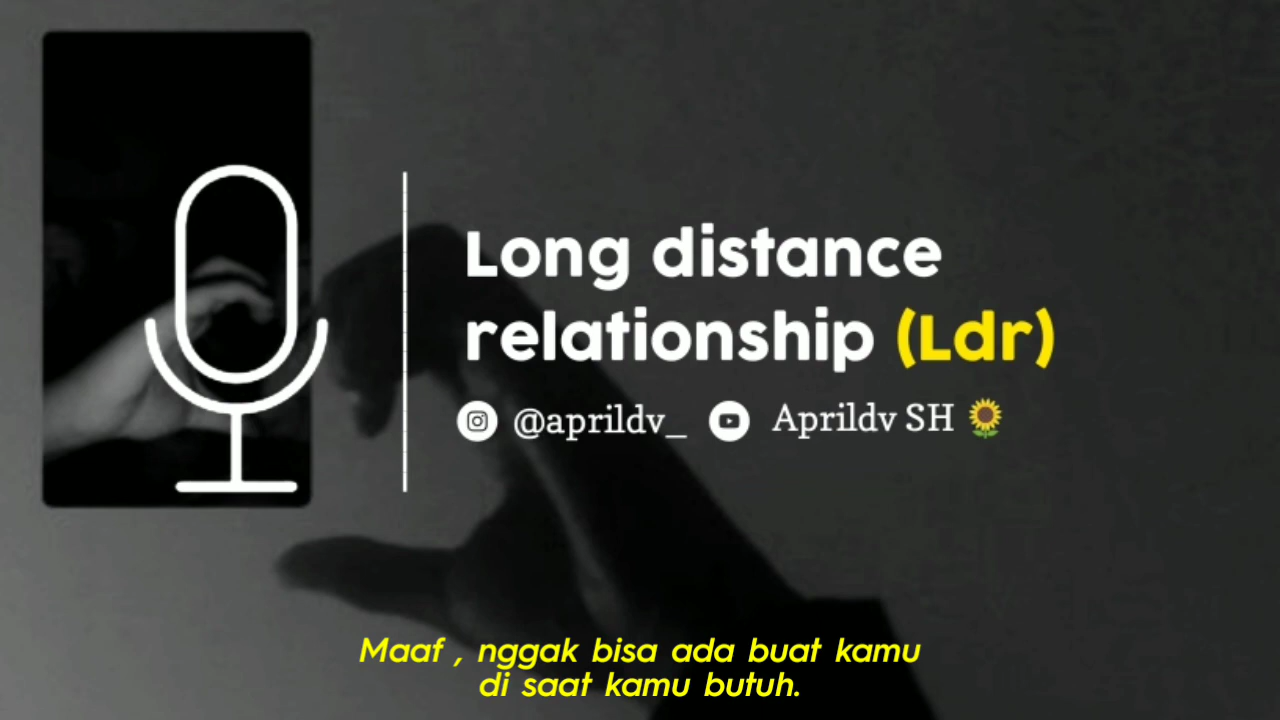 Long distance
relationship (Ldr)
@aprildv_ Aprildv SH 🌻
Maaf , nggak bisa ada buat kamu
di saat kamu butuh.